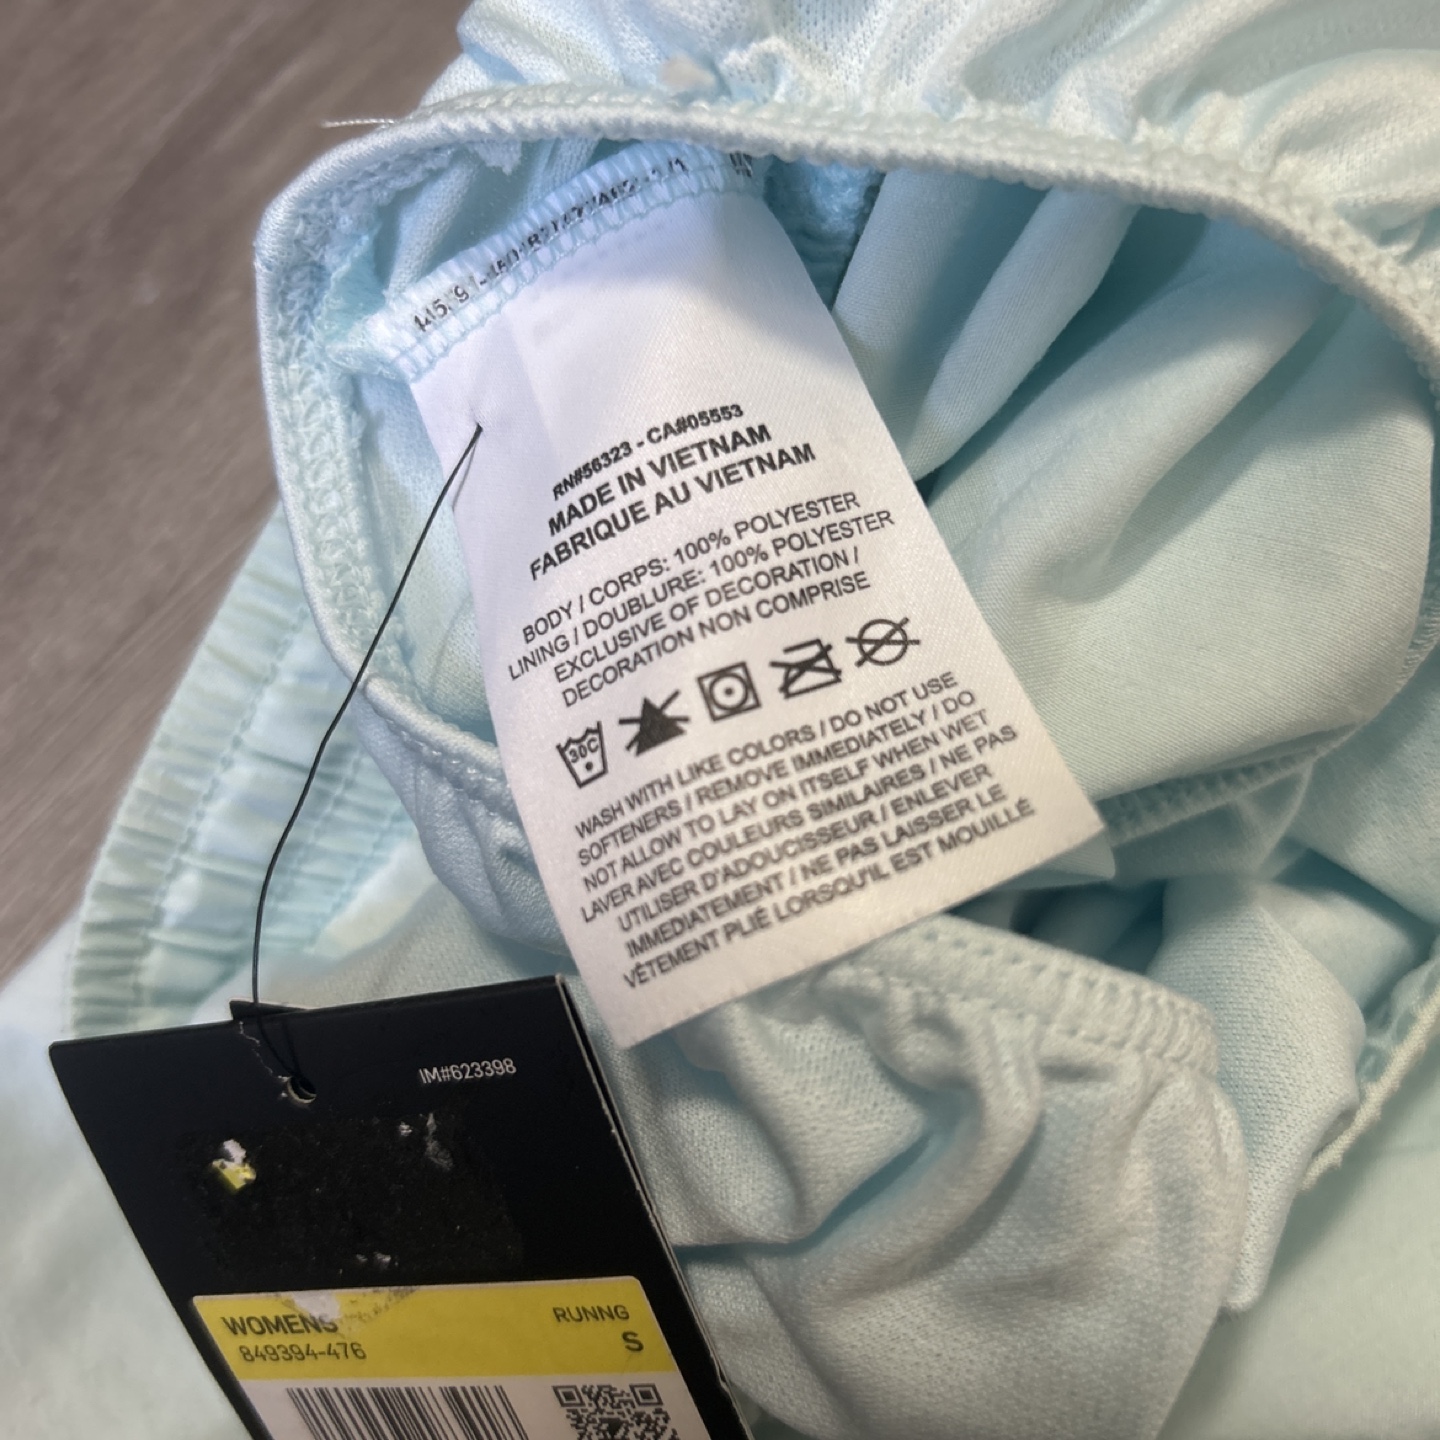 RN#56323 - CA#05553
MADE IN VIETNAM
FABRIQUE AU VIETNAM
BODY / CORPS: 100% POLYESTER
LINING / DOUBLURE: 100% POLYESTER
EXCLUSIVE OF DECORATION /
DECORATION NON COMPRISE
30C
WASH WITH LIKE COLORS / DO NOT USE
SOFTENERS / REMOVE IMMEDIATELY / DO
NOT ALLOW TO LAY ON ITSELF WHEN WET
LAVER AVEC COULEURS SIMILAIRES / NE PAS
UTILISER D'ADOUCISSEUR / ENLEVER
IMMEDIATEMENT / NE PAS LAISSER LE
VÊTEMENT PLIÉ LORSQU'IL EST MOUILLÉ
IM#623398
WOMENS RUNNG
849394-476 S